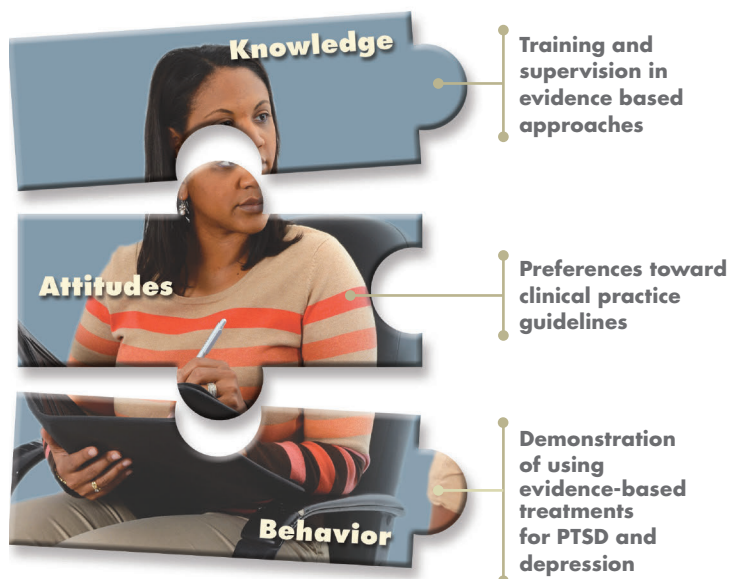 Knowledge
Training and
supervision in
evidence based
approaches
Attitudes
Preferences toward
clinical practice
guidelines
Behavior
Demonstration
of using
evidence-based
treatments
for PTSD and
depression